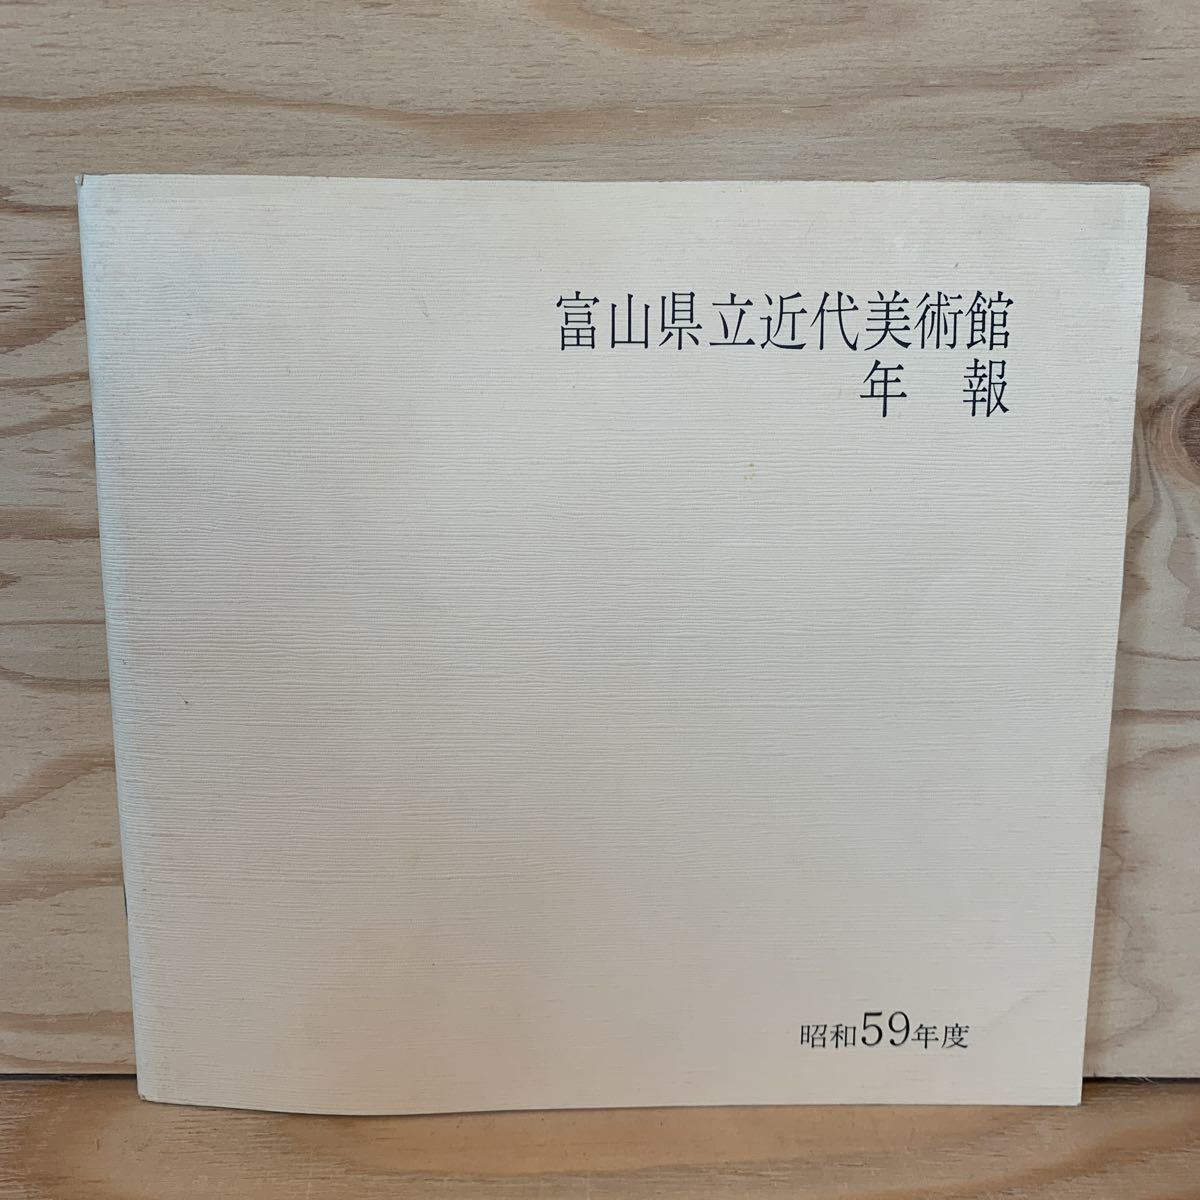 富山県立近代美術館
年　報
昭和59年度